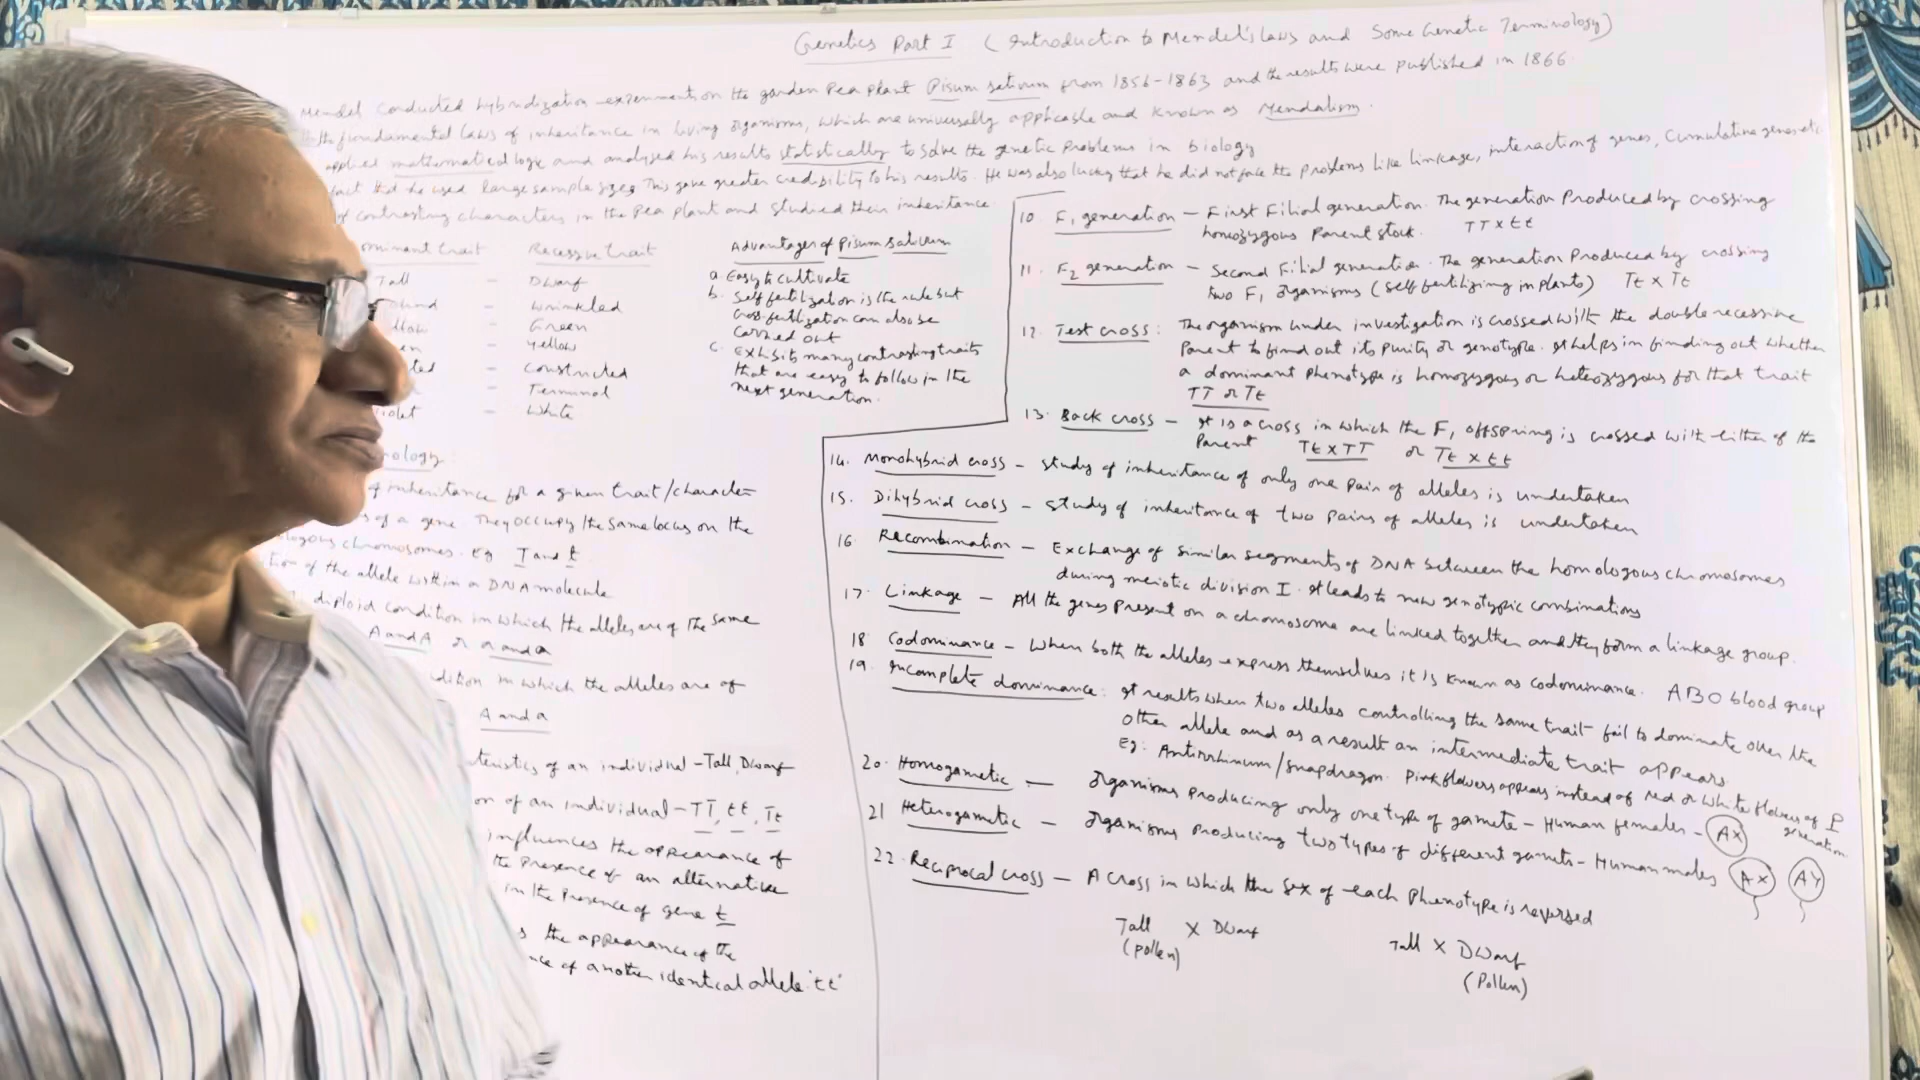 Genetics Part I (Introduction to Mendel's laws and Some Genetic Terminology)
Mendel conducted hybridization experiment on the garden Pea plant Pisum sativum from 1856-1863 and the results were published in 1866.
the fundamental laws of inheritance in living organisms, which are universally applicable and known as Mendalism.
applied mathematical logic and analysed his results statistically to solve the genetic problems in biology
fact that he used large sample sizes This gave greater credibility to his results. He was also lucky that he did not face the problems like linkage, interaction of genes, Cumulative genes etc
of contrasting characters in the Pea plant and studied their inheritance.
ominant trait Recessive trait
Tall - Dwarf
ound - wrinkled
llow - Green
en - yellow
ted - constructed
- Terminal
iolet - White
Advantages of Pisum sativum
a. Easy to cultivate
b. Self fertilization is the rule but
Cross fertilization can also be
carried out
c. Exhibits many contrasting traits
that are easy to follow in the
next generation.
nology:
of inheritance for a given trait/character
s of a gene They occupy the same locus on the
logous chromosomes. Eg T and t
tion of the allele within a DNA molecule
diploid condition in which the alleles are of the same
A and A or a and a
dition in which the alleles are of
A and a
teristics of an individual - Tall, Dwarf
on of an individual - TT, tt, Tt
influences the appearance of
the presence of an alternative
in the presence of gene t
s the appearance of the
nce of another identical allele 'tt'
10. F1 generation - First Filial generation. The generation Produced by crossing
homozygous Parent stock. TT x tt
11. F2 generation - Second Filial generation. The generation Produced by crossing
two F1 organisms (self fertilizing in plants) Tt x Tt
12. Test cross: The organism under investigation is crossed with the double recessive
Parent to find out its purity or genotype. It helps in finding out whether
a dominant phenotype is homozygous or heterozygous for that trait
TT or Tt
13. Back cross - It is a cross in which the F1 offspring is crossed with either of the
Parent Tt x TT or Tt x tt
14. Monohybrid cross - study of inheritance of only one pair of alleles is undertaken
15. Dihybrid cross - study of inheritance of two pairs of alleles is undertaken
16. Recombination - Exchange of similar segments of DNA between the homologous chromosomes
during meiotic division I. It leads to new genotypic combinations
17. Linkage - All the genes present on a chromosome are linked together and they form a linkage group.
18 Codominance - When both the alleles express themselves it is known as codominance. ABO blood group
19. Incomplete dominance: It results when two alleles controlling the same trait fail to dominate over the
other allele and as a result an intermediate trait appears.
Eg: Antirrhinum/snapdragon. Pink flowers appears instead of red or white flowers of P
generation
20. Homogametic - organisms producing only one type of gamete - Human females - AX
21 Heterogametic - organisms producing two types of different gamets - Human males AX AY
22. Reciprocal cross - A cross in which the sex of each phenotype is reversed
Tall x Dwarf
(pollen)
Tall x Dwarf
(Pollen)